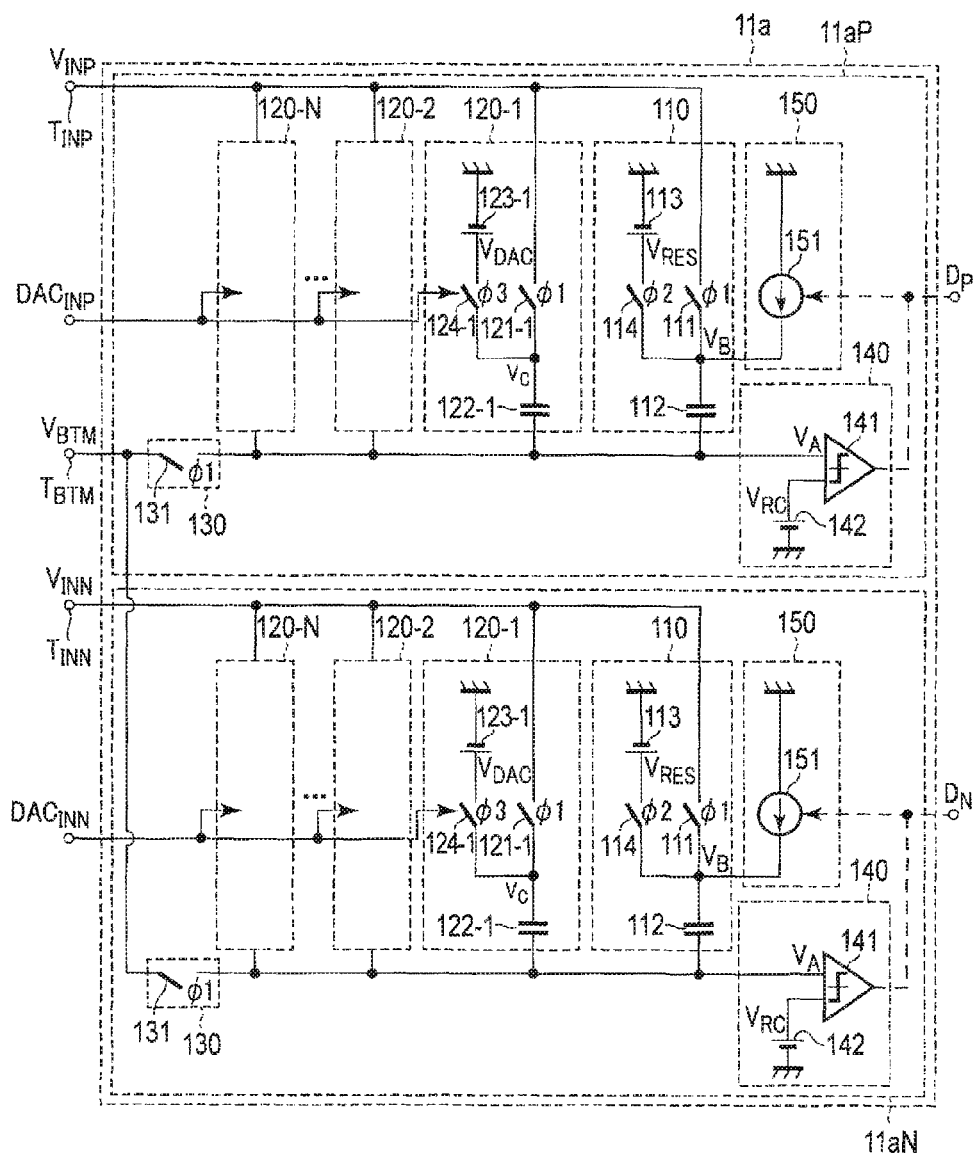 11a 11aP
V_INP
T_INP
120-N 120-2 120-1 110 150
123-1 113
V_DAC V_RES 151
...
DAC_INP
ϕ3 ϕ1 ϕ2 ϕ1
D_P
124-1 121-1 114 111 V_B
V_C
140
122-1 112
V_BTM
T_BTM
V_A 141
ϕ1
131 130
V_RC 142
V_INN
T_INN
120-N 120-2 120-1 110 150
123-1 113
V_DAC V_RES 151
...
DAC_INN
ϕ3 ϕ1 ϕ2 ϕ1
D_N
124-1 121-1 114 111 V_B
V_C
140
122-1 112
V_A 141
ϕ1
131 130
V_RC 142
11aN